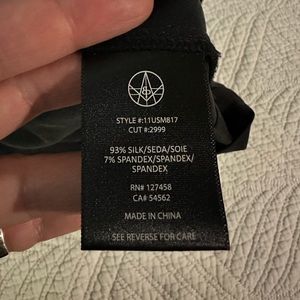 STYLE #:11USM817
CUT #:2999
93% SILK/SEDA/SOIE
7% SPANDEX/SPANDEX/
SPANDEX
RN# 127458
CA# 54562
MADE IN CHINA
SEE REVERSE FOR CARE